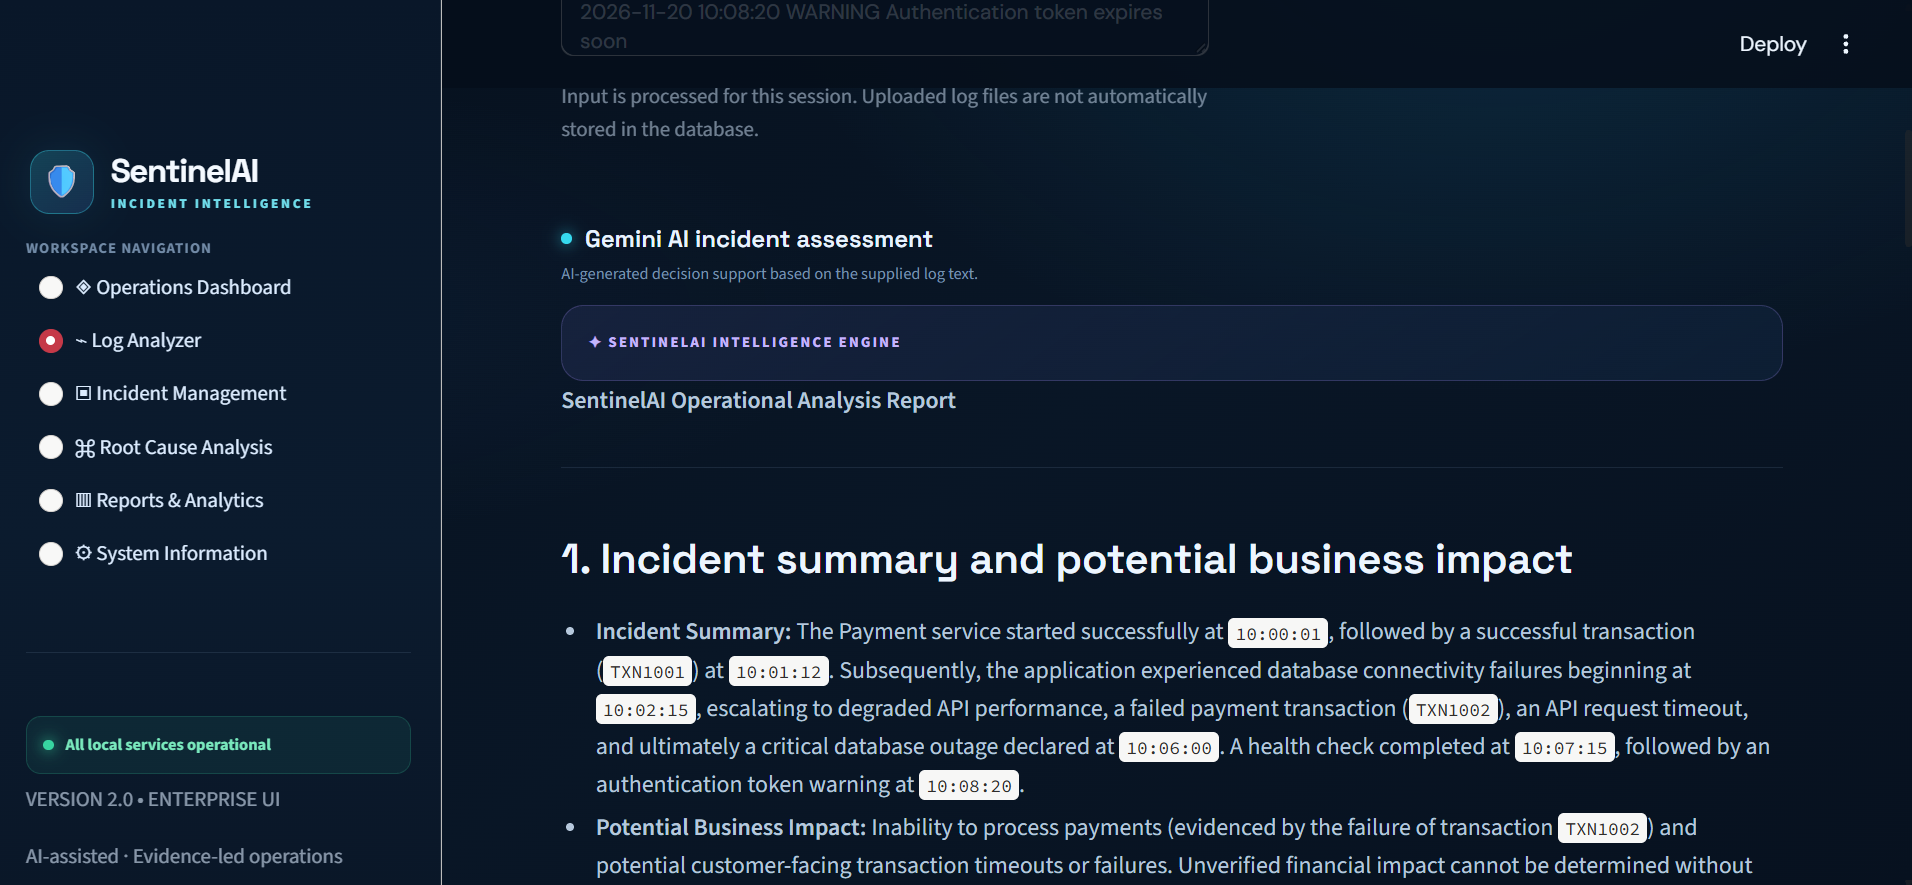 SentinelAI
INCIDENT INTELLIGENCE
WORKSPACE NAVIGATION
Operations Dashboard
Log Analyzer
Incident Management
Root Cause Analysis
Reports & Analytics
System Information
All local services operational
VERSION 2.0 • ENTERPRISE UI
AI-assisted · Evidence-led operations
Deploy
2026-11-20 10:08:20 WARNING Authentication token expires
soon
Input is processed for this session. Uploaded log files are not automatically
stored in the database.
Gemini AI incident assessment
AI-generated decision support based on the supplied log text.
✦ SENTINELAI INTELLIGENCE ENGINE
SentinelAI Operational Analysis Report
1. Incident summary and potential business impact
• Incident Summary: The Payment service started successfully at 10:00:01, followed by a successful transaction
(TXN1001) at 10:01:12. Subsequently, the application experienced database connectivity failures beginning at
10:02:15, escalating to degraded API performance, a failed payment transaction (TXN1002), an API request timeout,
and ultimately a critical database outage declared at 10:06:00. A health check completed at 10:07:15, followed by an
authentication token warning at 10:08:20.
• Potential Business Impact: Inability to process payments (evidenced by the failure of transaction TXN1002) and
potential customer-facing transaction timeouts or failures. Unverified financial impact cannot be determined without